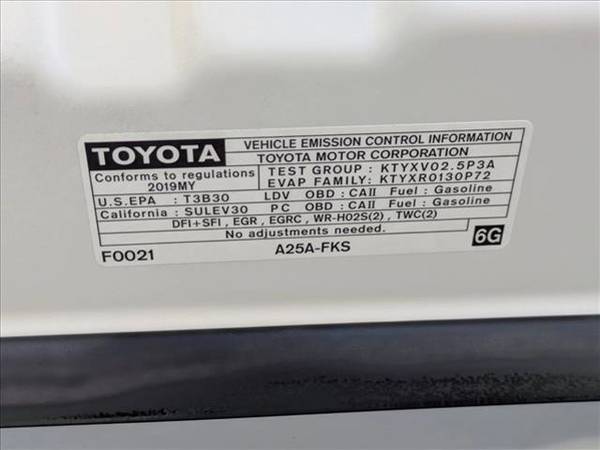 TOYOTA
VEHICLE EMISSION CONTROL INFORMATION
TOYOTA MOTOR CORPORATION
Conforms to regulations
2019MY
TEST GROUP : KTYXV02.5P3A
EVAP FAMILY: KTYXR0130P72
U.S.EPA : T3B30 LDV OBD : CAII Fuel : Gasoline
California : SULEV30 PC OBD : CAII Fuel : Gasoline
DFI+SFI , EGR , EGRC , WR-HO2S(2) , TWC(2)
No adjustments needed.
F0021 A25A-FKS 6G